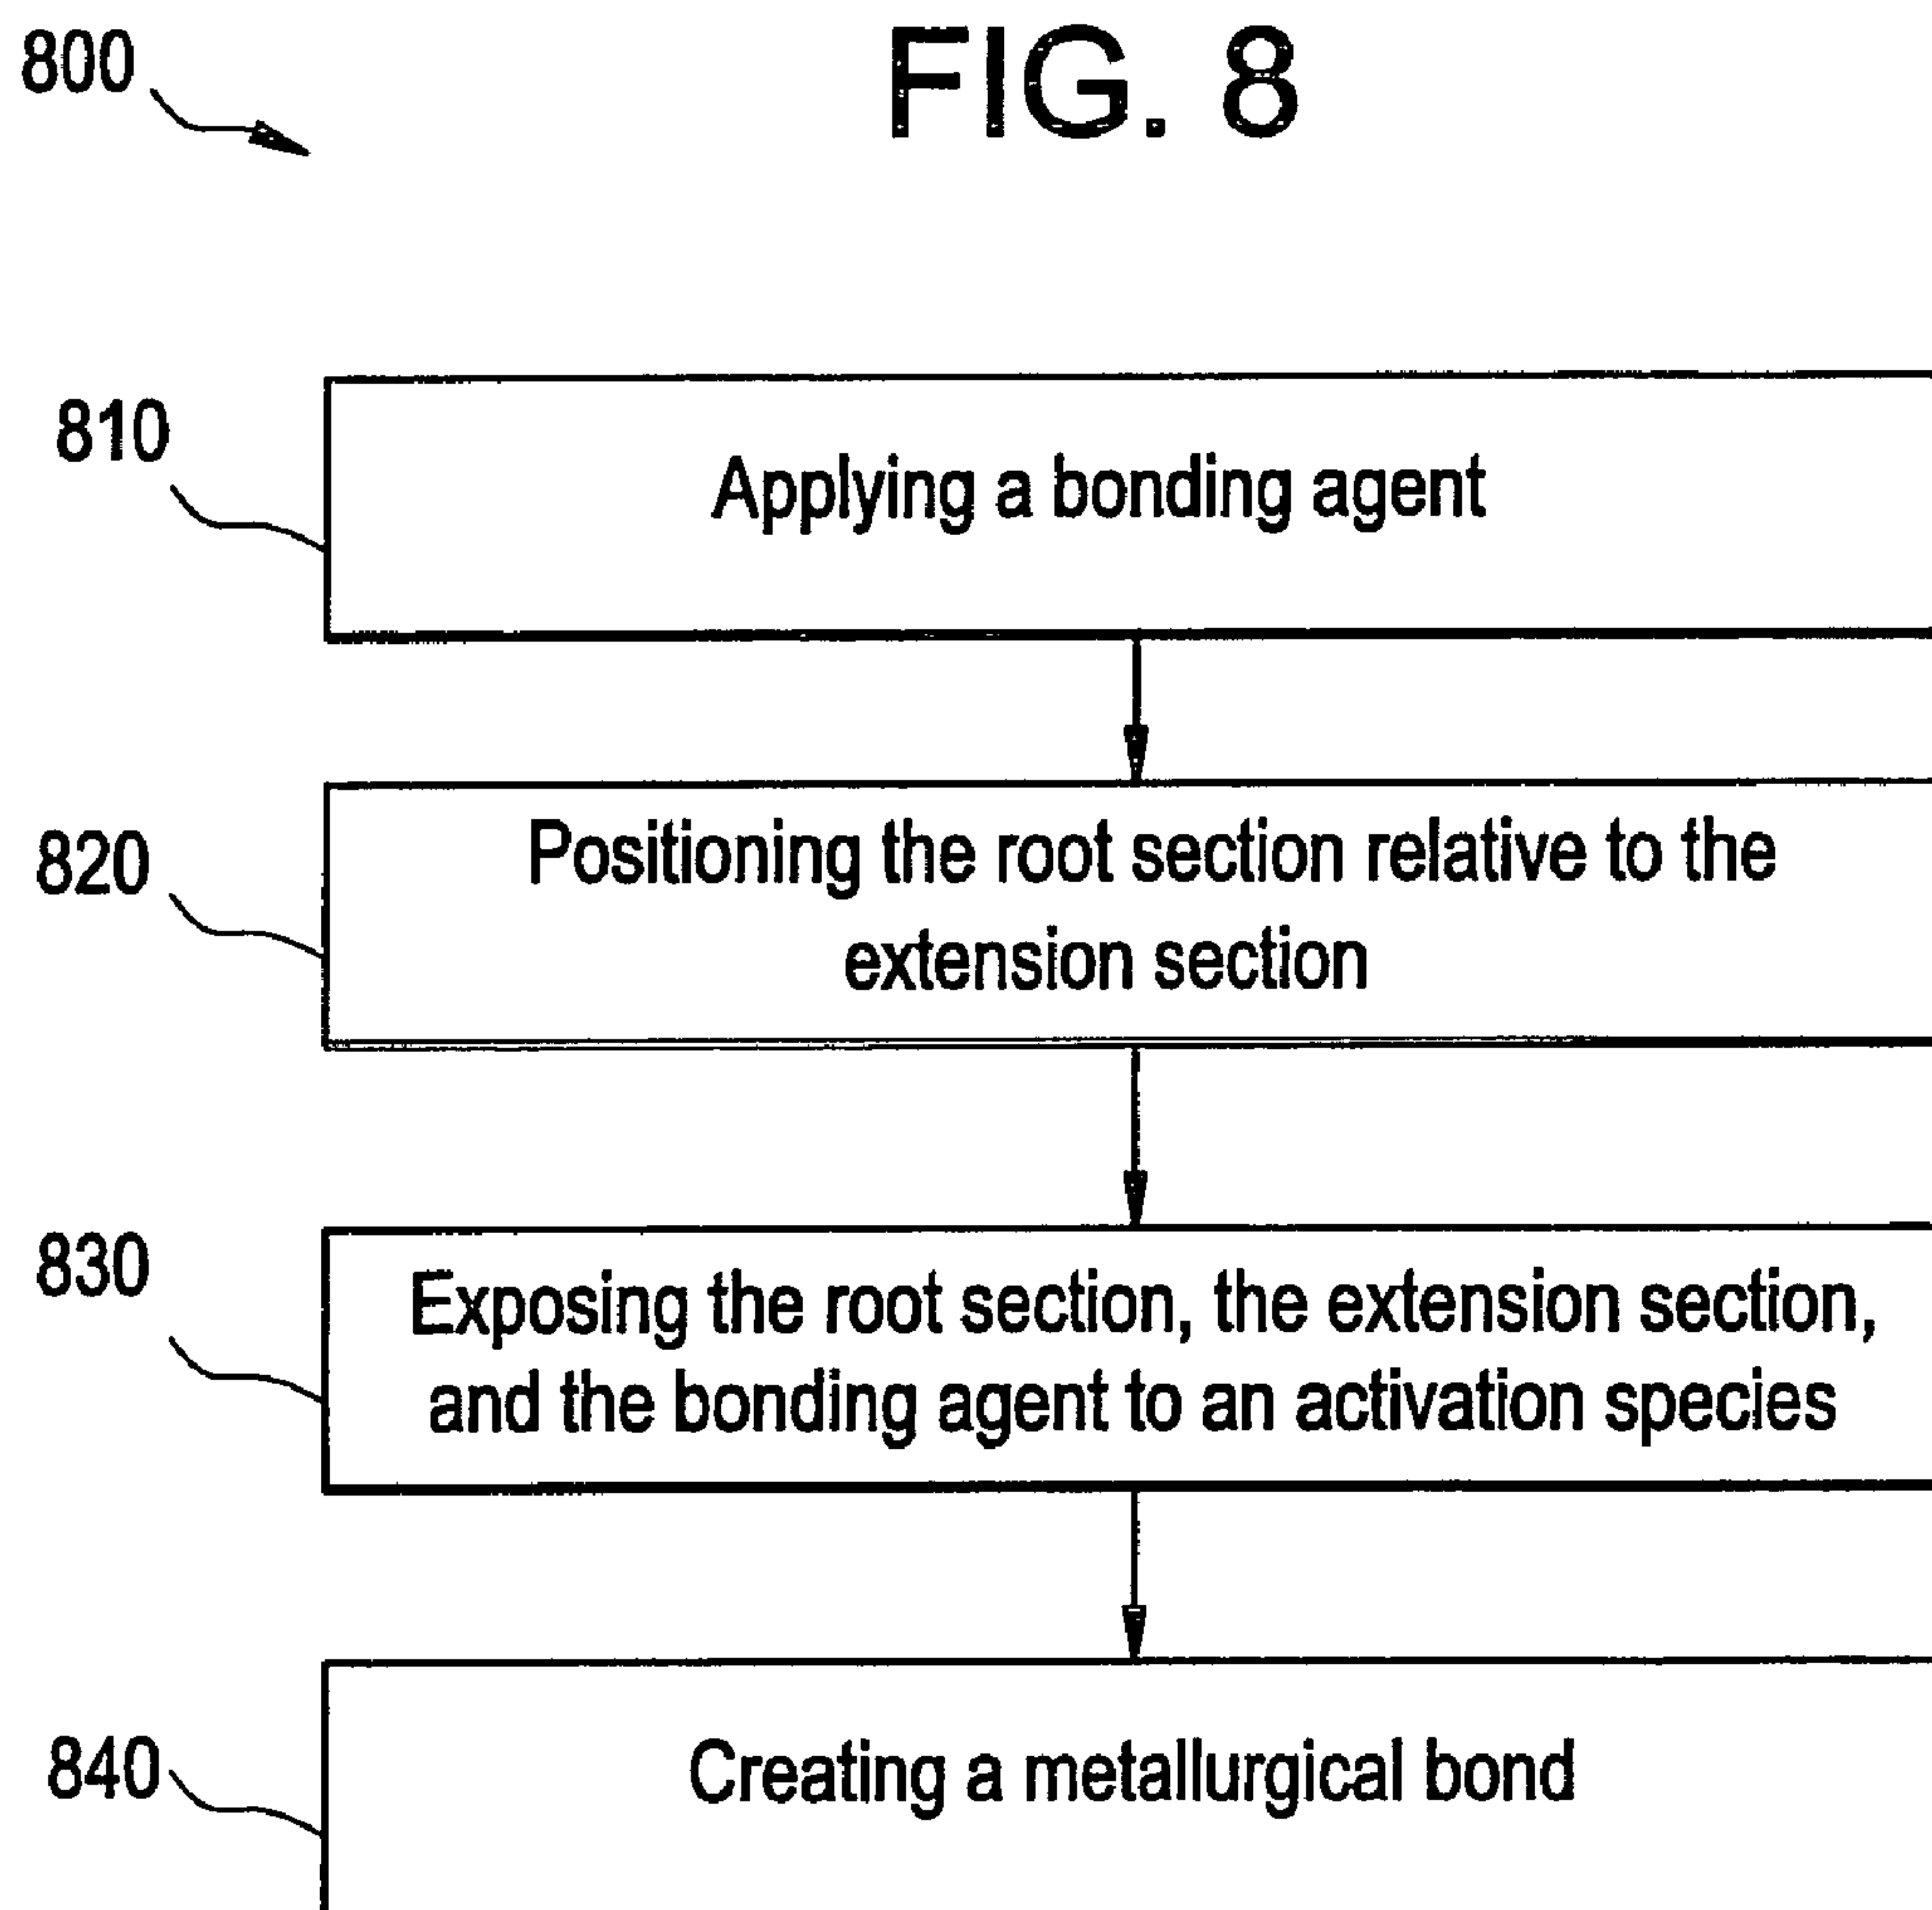 800
FIG. 8
810
Applying a bonding agent
820
Positioning the root section relative to the
extension section
830
Exposing the root section, the extension section,
and the bonding agent to an activation species
840
Creating a metallurgical bond